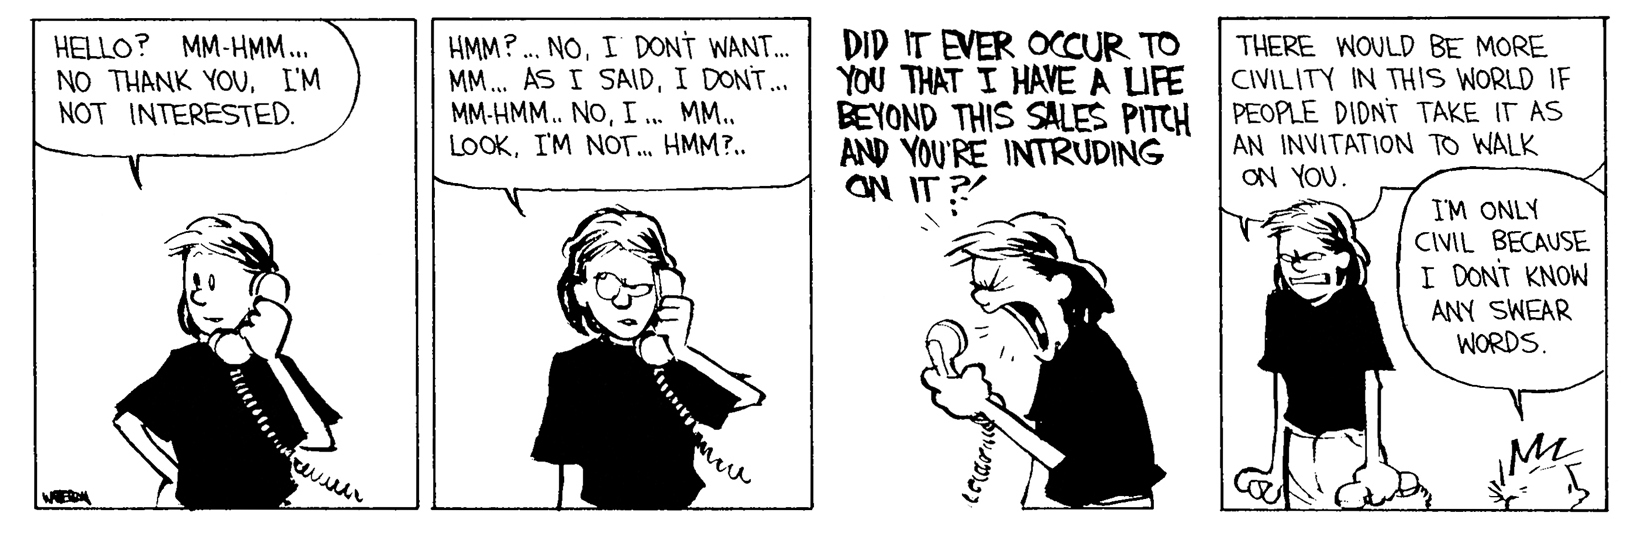 HELLO? MM-HMM...
NO THANK YOU, I'M
NOT INTERESTED.
HMM?... NO, I DON'T WANT...
MM... AS I SAID, I DON'T...
MM-HMM.. NO, I ... MM..
LOOK, I'M NOT... HMM?..
DID IT EVER OCCUR TO
YOU THAT I HAVE A LIFE
BEYOND THIS SALES PITCH
AND YOU'RE INTRUDING
ON IT?!
THERE WOULD BE MORE
CIVILITY IN THIS WORLD IF
PEOPLE DIDN'T TAKE IT AS
AN INVITATION TO WALK
ON YOU.
I'M ONLY
CIVIL BECAUSE
I DON'T KNOW
ANY SWEAR
WORDS.
WATTERSON